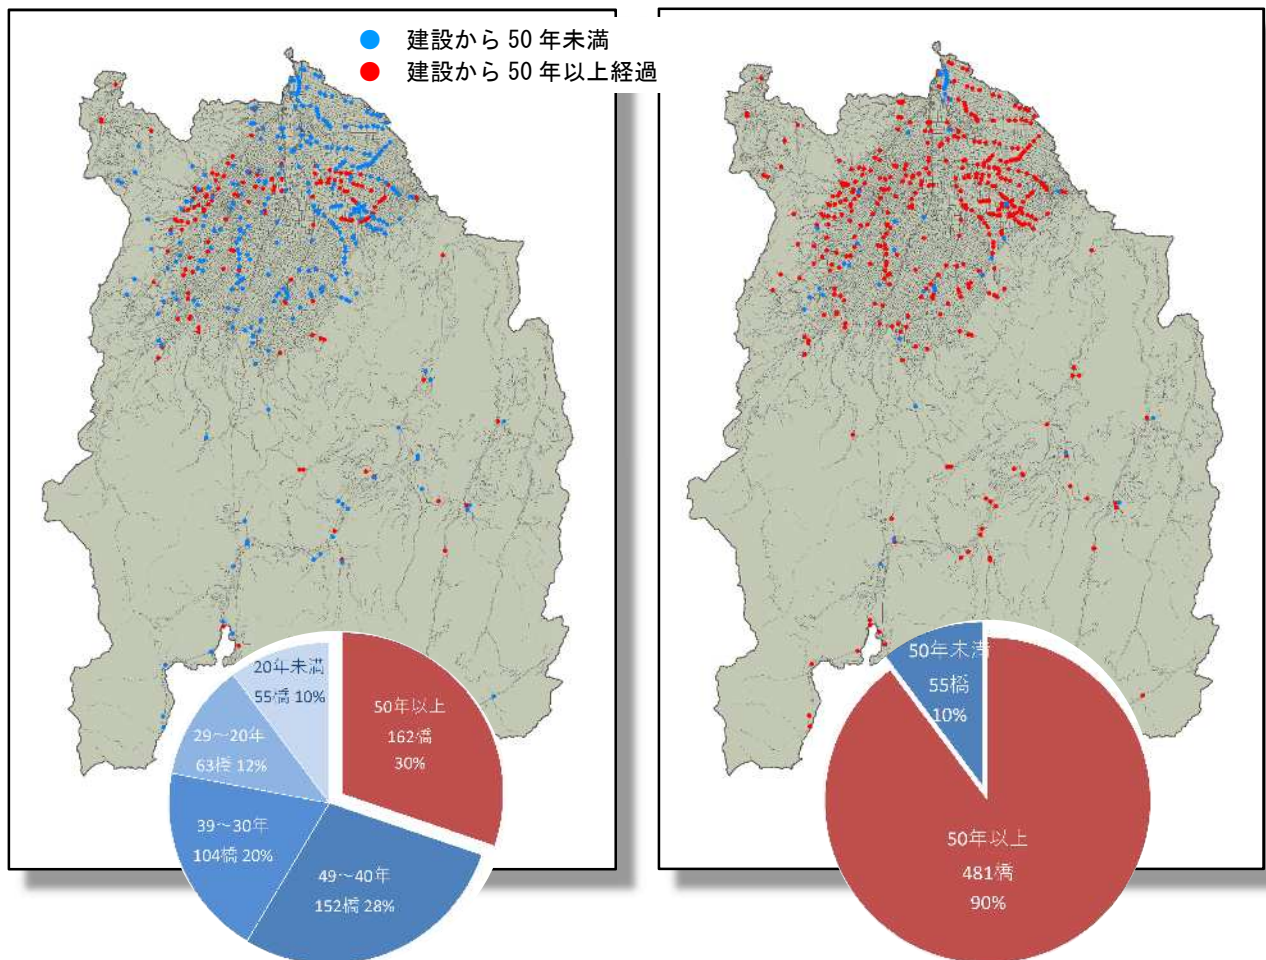 建設から 50 年未満
建設から 50 年以上経過
20年未満
55橋 10%
50年以上
162橋
30%
29～20年
63橋 12%
39～30年
104橋 20%
49～40年
152橋 28%
50年未満
55橋
10%
50年以上
481橋
90%